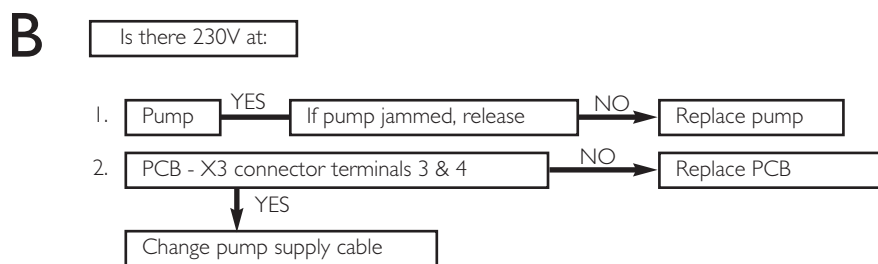 B
Is there 230V at:
1. Pump YES If pump jammed, release NO Replace pump
2. PCB - X3 connector terminals 3 & 4 NO Replace PCB
YES
Change pump supply cable